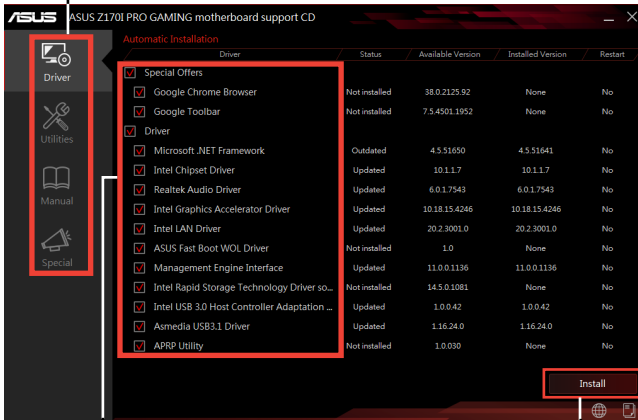 ASUS ASUS Z170I PRO GAMING motherboard support CD
Automatic Installation
Driver Status Available Version Installed Version Restart
Special Offers
Google Chrome Browser Not installed 38.0.2125.92 None No
Google Toolbar Not installed 7.5.4501.1952 None No
Driver
Microsoft .NET Framework Outdated 4.5.51650 4.5.51641 No
Intel Chipset Driver Updated 10.1.1.7 10.1.1.7 No
Realtek Audio Driver Updated 6.0.1.7543 6.0.1.7543 No
Intel Graphics Accelerator Driver Updated 10.18.15.4246 10.18.15.4246 No
Intel LAN Driver Updated 20.2.3001.0 20.2.3001.0 No
ASUS Fast Boot WOL Driver Not installed 1.0 None No
Management Engine Interface Updated 11.0.0.1136 11.0.0.1136 No
Intel Rapid Storage Technology Driver so... Not installed 14.5.0.1081 None No
Intel USB 3.0 Host Controller Adaptation ... Updated 1.0.0.42 1.0.0.42 No
Asmedia USB3.1 Driver Updated 1.16.24.0 1.16.24.0 No
APRP Utility Not installed 1.0.030 None No
Driver
Utilities
Manual
Special
Install